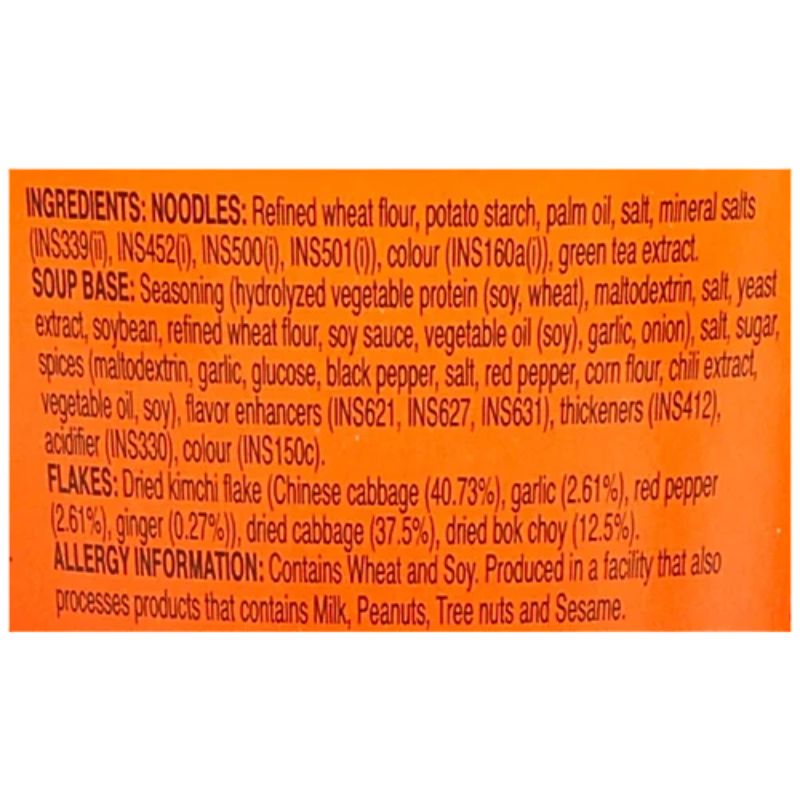 INGREDIENTS: NOODLES: Refined wheat flour, potato starch, palm oil, salt, mineral salts
(INS339(ii), INS452(i), INS500(i), INS501(i)), colour (INS160a(i)), green tea extract.
SOUP BASE: Seasoning (hydrolyzed vegetable protein (soy, wheat), maltodextrin, salt, yeast
extract, soybean, refined wheat flour, soy sauce, vegetable oil (soy), garlic, onion), salt, sugar,
spices (maltodextrin, garlic, glucose, black pepper, salt, red pepper, corn flour, chili extract,
vegetable oil, soy), flavor enhancers (INS621, INS627, INS631), thickeners (INS412),
acidifier (INS330), colour (INS150c).
FLAKES: Dried kimchi flake (Chinese cabbage (40.73%), garlic (2.61%), red pepper
(2.61%), ginger (0.27%)), dried cabbage (37.5%), dried bok choy (12.5%).
ALLERGY INFORMATION: Contains Wheat and Soy. Produced in a facility that also
processes products that contains Milk, Peanuts, Tree nuts and Sesame.